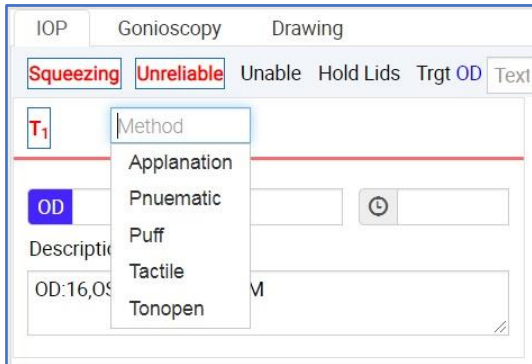 IOP Gonioscopy Drawing
Squeezing Unreliable Unable Hold Lids Trgt OD Text
T₁ Method
Applanation
Pnuematic
OD
Puff
Descripti
Tactile
OD:16,OS M
Tonopen